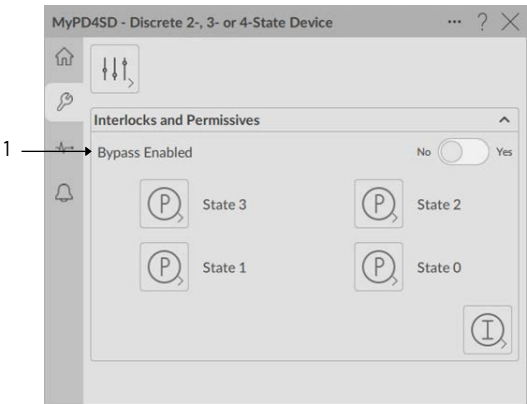 MyPD4SD - Discrete 2-, 3- or 4-State Device ... ?
Interlocks and Permissives
1
Bypass Enabled No Yes
P State 3 P State 2
P State 1 P State 0
I